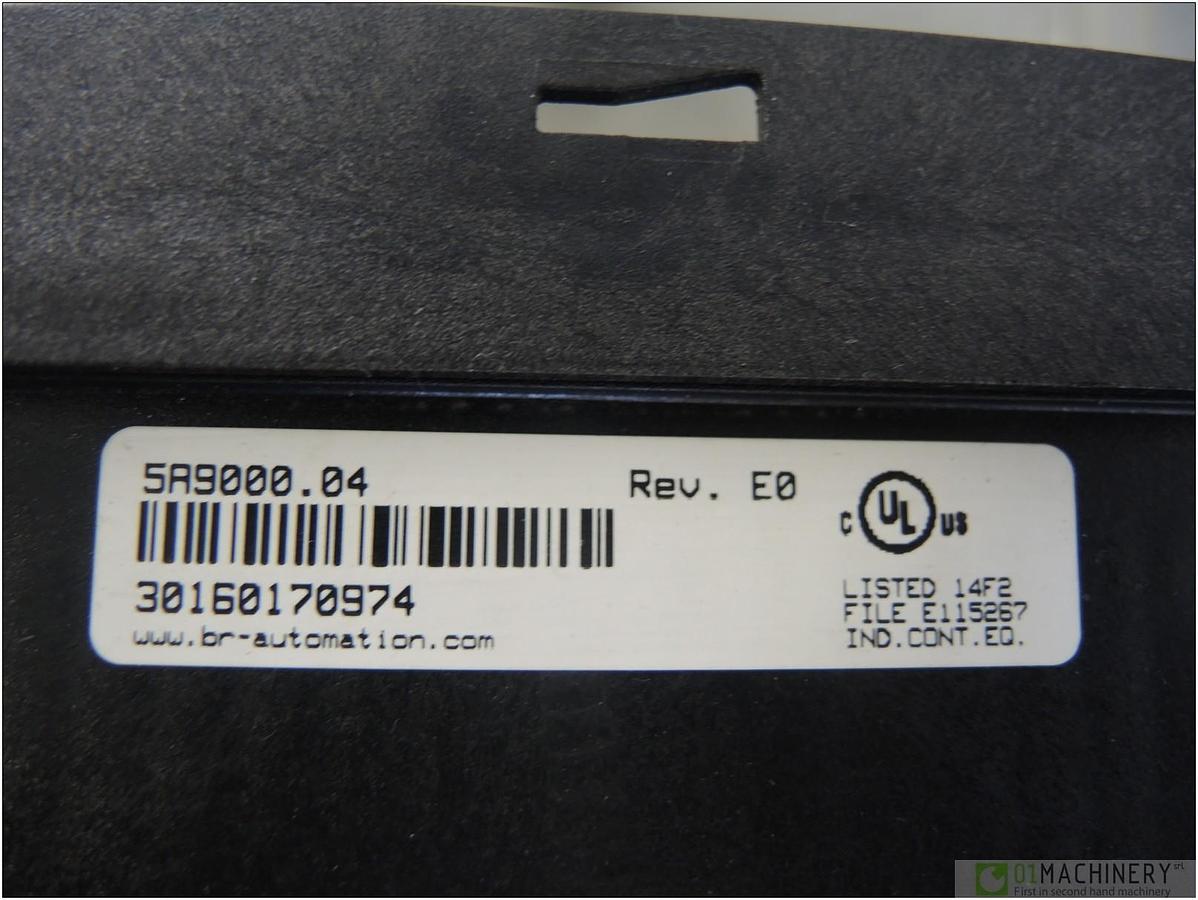 5A9000.04
Rev. E0
30160170974
www.br-automation.com
C UL US
LISTED 14F2
FILE E115267
IND.CONT.EQ.
01MACHINERY srl
First in second hand machinery